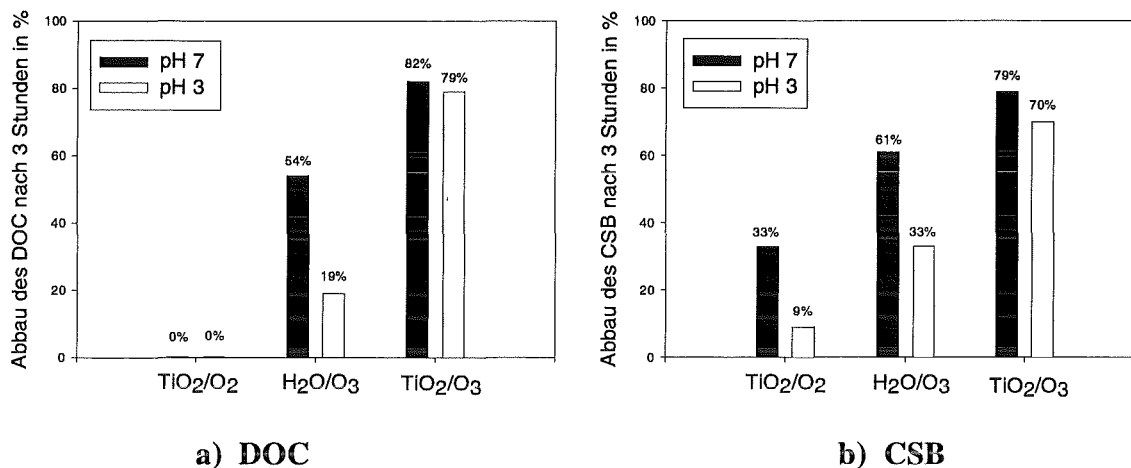 Abbau des DOC nach 3 Stunden in %
100
80
60
40
20
0
pH 7
pH 3
0%
0%
54%
19%
82%
79%
TiO₂/O₂
H₂O/O₃
TiO₂/O₃
a) DOC
Abbau des CSB nach 3 Stunden in %
100
80
60
40
20
0
pH 7
pH 3
33%
9%
61%
33%
79%
70%
TiO₂/O₂
H₂O/O₃
TiO₂/O₃
b) CSB